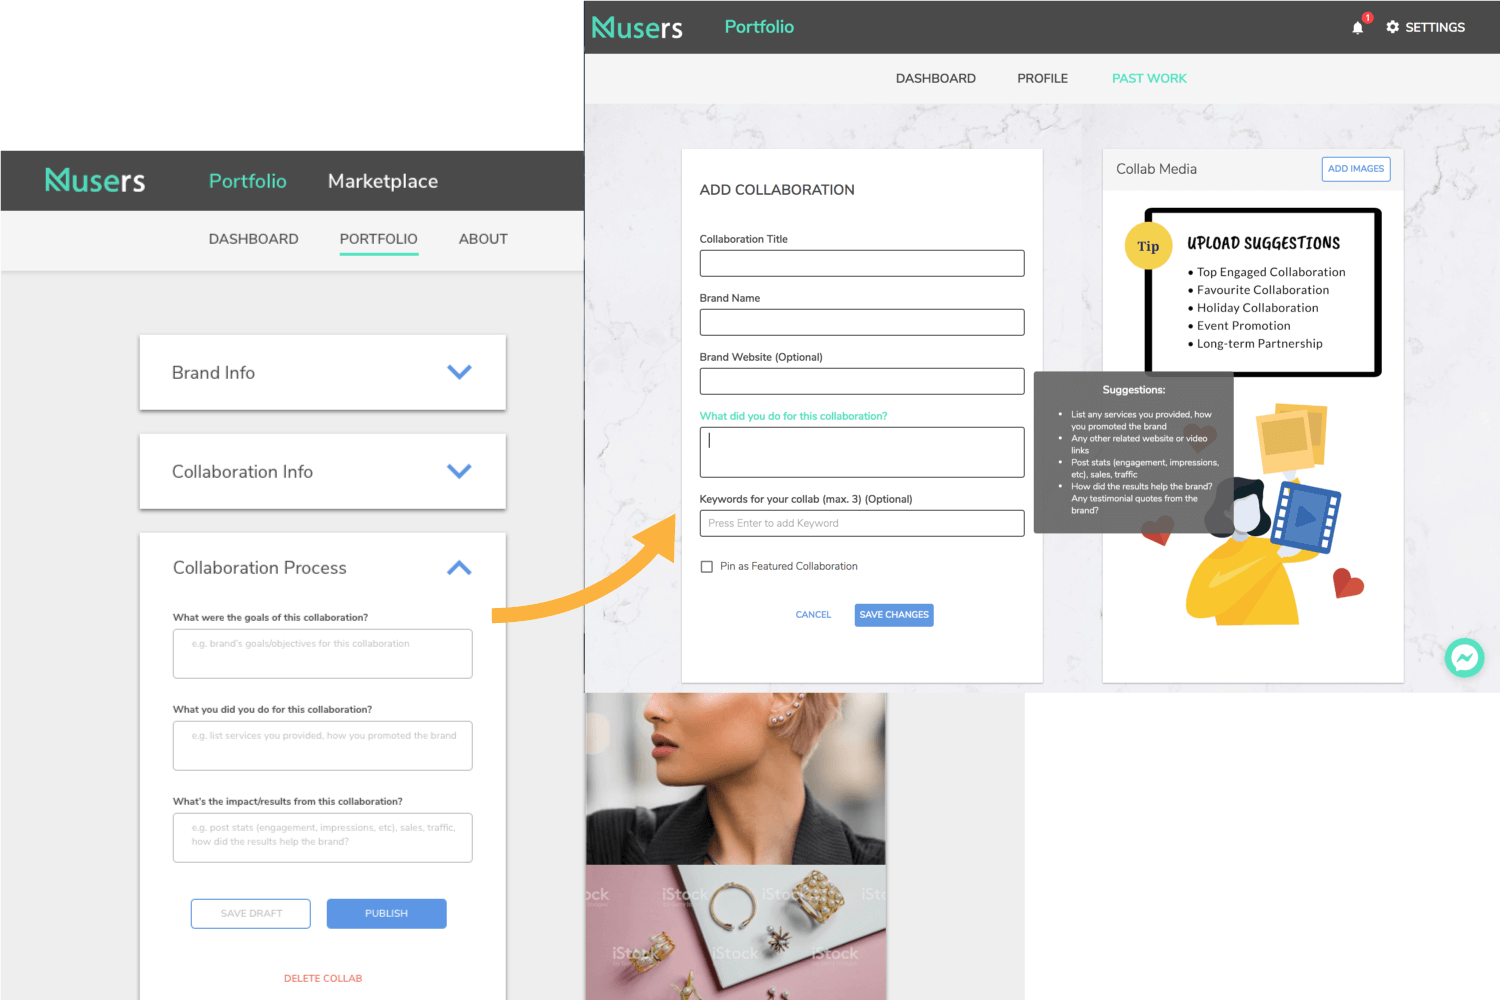 Musers
Portfolio
Marketplace
DASHBOARD
PORTFOLIO
ABOUT
Brand Info
Collaboration Info
Collaboration Process
What were the goals of this collaboration?
e.g. brand's goals/objectives for this collaboration
What you did you do for this collaboration?
e.g. list services you provided, how you promoted the brand
What's the impact/results from this collaboration?
e.g. post stats (engagement, impressions, etc), sales, traffic,
how did the results help the brand?
SAVE DRAFT
PUBLISH
DELETE COLLAB
Musers
Portfolio
1
SETTINGS
DASHBOARD
PROFILE
PAST WORK
ADD COLLABORATION
Collaboration Title
Brand Name
Brand Website (Optional)
What did you do for this collaboration?
Keywords for your collab (max. 3) (Optional)
Press Enter to add Keyword
Pin as Featured Collaboration
CANCEL
SAVE CHANGES
Suggestions:
• List any services you provided, how
you promoted the brand
• Any other related website or video
links
• Post stats (engagement, impressions,
etc), sales, traffic
• How did the results help the brand?
Any testimonial quotes from the
brand?
Collab Media
ADD IMAGES
Tip
UPLOAD SUGGESTIONS
• Top Engaged Collaboration
• Favourite Collaboration
• Holiday Collaboration
• Event Promotion
• Long-term Partnership
ock
iStock
iStock
iStc
iStock
iStock
iStock